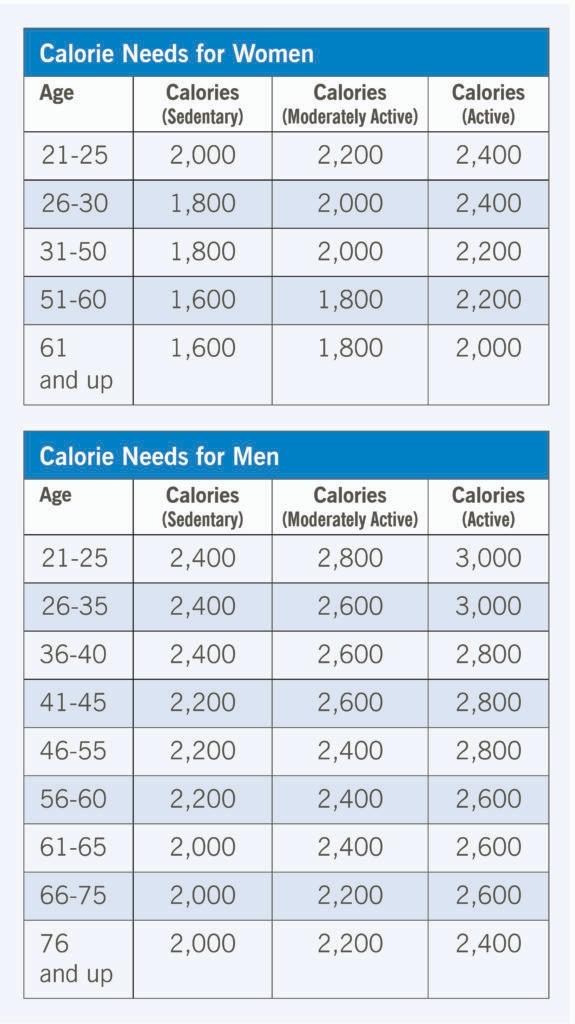 Calorie Needs for Women
Age Calories Calories Calories
(Sedentary) (Moderately Active) (Active)
21-25 2,000 2,200 2,400
26-30 1,800 2,000 2,400
31-50 1,800 2,000 2,200
51-60 1,600 1,800 2,200
61 1,600 1,800 2,000
and up
Calorie Needs for Men
Age Calories Calories Calories
(Sedentary) (Moderately Active) (Active)
21-25 2,400 2,800 3,000
26-35 2,400 2,600 3,000
36-40 2,400 2,600 2,800
41-45 2,200 2,600 2,800
46-55 2,200 2,400 2,800
56-60 2,200 2,400 2,600
61-65 2,000 2,400 2,600
66-75 2,000 2,200 2,600
76 2,000 2,200 2,400
and up